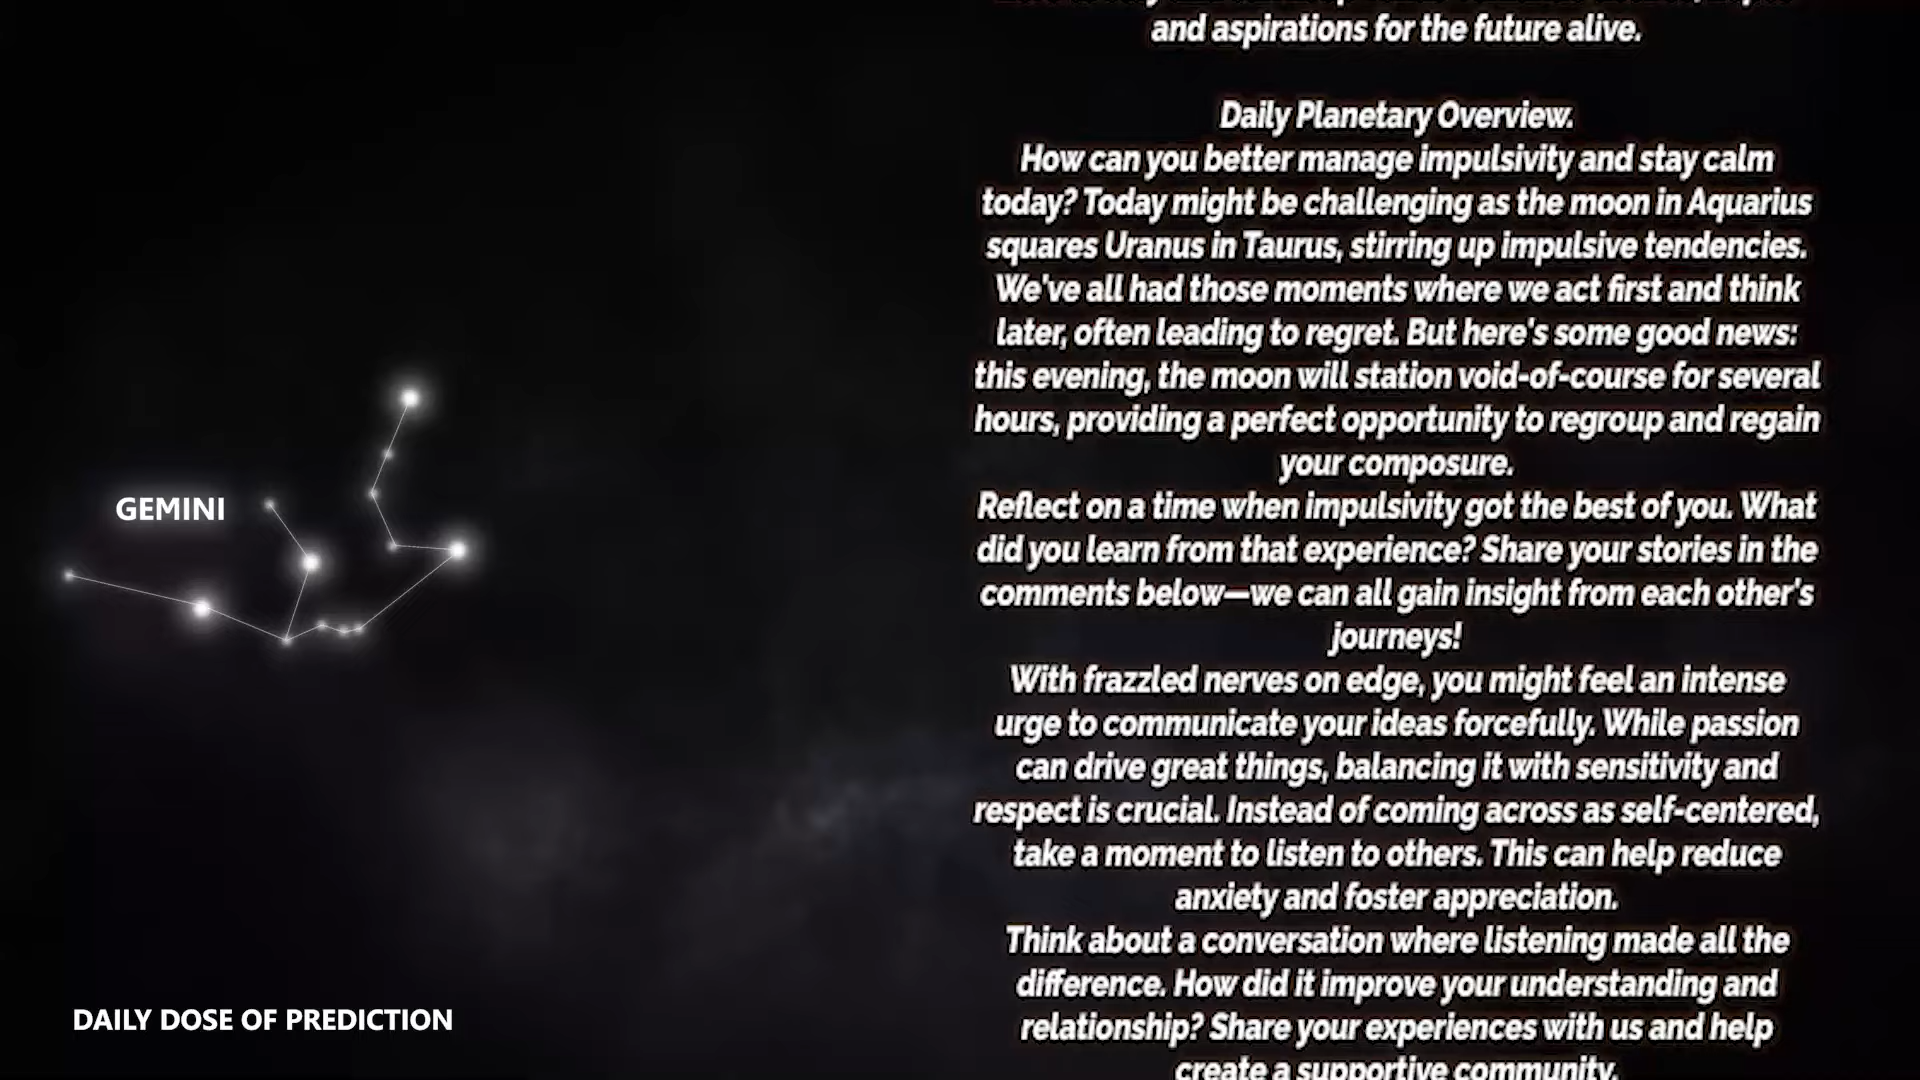 and aspirations for the future alive.
Daily Planetary Overview.
How can you better manage impulsivity and stay calm
today? Today might be challenging as the moon in Aquarius
squares Uranus in Taurus, stirring up impulsive tendencies.
We've all had those moments where we act first and think
later, often leading to regret. But here's some good news:
this evening, the moon will station void-of-course for several
hours, providing a perfect opportunity to regroup and regain
your composure.
Reflect on a time when impulsivity got the best of you. What
did you learn from that experience? Share your stories in the
comments below—we can all gain insight from each other's
journeys!
With frazzled nerves on edge, you might feel an intense
urge to communicate your ideas forcefully. While passion
can drive great things, balancing it with sensitivity and
respect is crucial. Instead of coming across as self-centered,
take a moment to listen to others. This can help reduce
anxiety and foster appreciation.
Think about a conversation where listening made all the
difference. How did it improve your understanding and
relationship? Share your experiences with us and help
create a supportive community.
GEMINI
DAILY DOSE OF PREDICTION